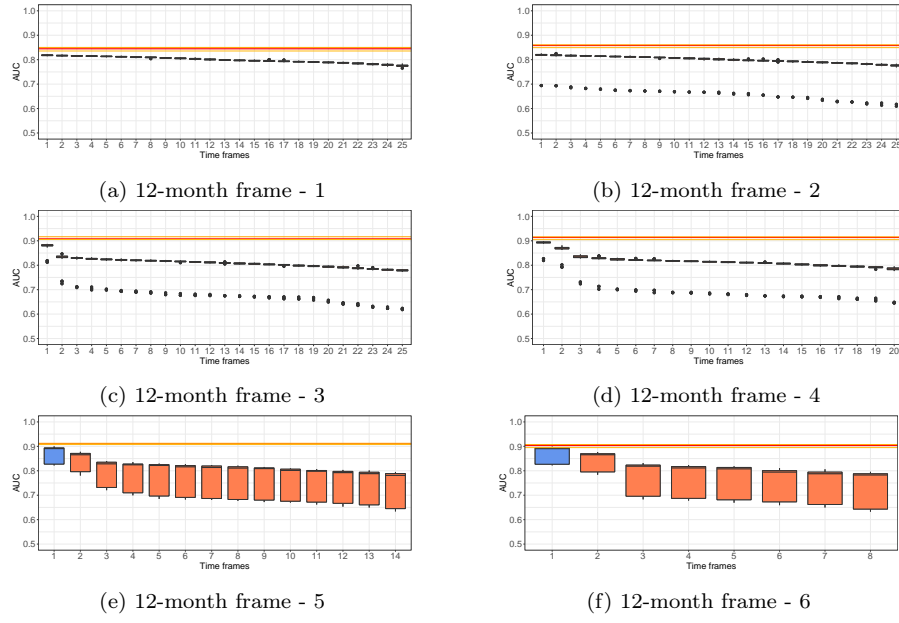 1.0
0.9
0.8
0.7
0.6
0.5
AUC
1 2 3 4 5 6 7 8 9 10 11 12 13 14 15 16 17 18 19 20 21 22 23 24 25
Time frames
(a) 12-month frame - 1
1.0
0.9
0.8
0.7
0.6
0.5
AUC
1 2 3 4 5 6 7 8 9 10 11 12 13 14 15 16 17 18 19 20 21 22 23 24 25
Time frames
(b) 12-month frame - 2
1.0
0.9
0.8
0.7
0.6
0.5
AUC
1 2 3 4 5 6 7 8 9 10 11 12 13 14 15 16 17 18 19 20 21 22 23 24 25
Time frames
(c) 12-month frame - 3
1.0
0.9
0.8
0.7
0.6
0.5
AUC
1 2 3 4 5 6 7 8 9 10 11 12 13 14 15 16 17 18 19 20
Time frames
(d) 12-month frame - 4
1.0
0.9
0.8
0.7
0.6
0.5
AUC
1 2 3 4 5 6 7 8 9 10 11 12 13 14
Time frames
(e) 12-month frame - 5
1.0
0.9
0.8
0.7
0.6
0.5
AUC
1 2 3 4 5 6 7 8
Time frames
(f) 12-month frame - 6